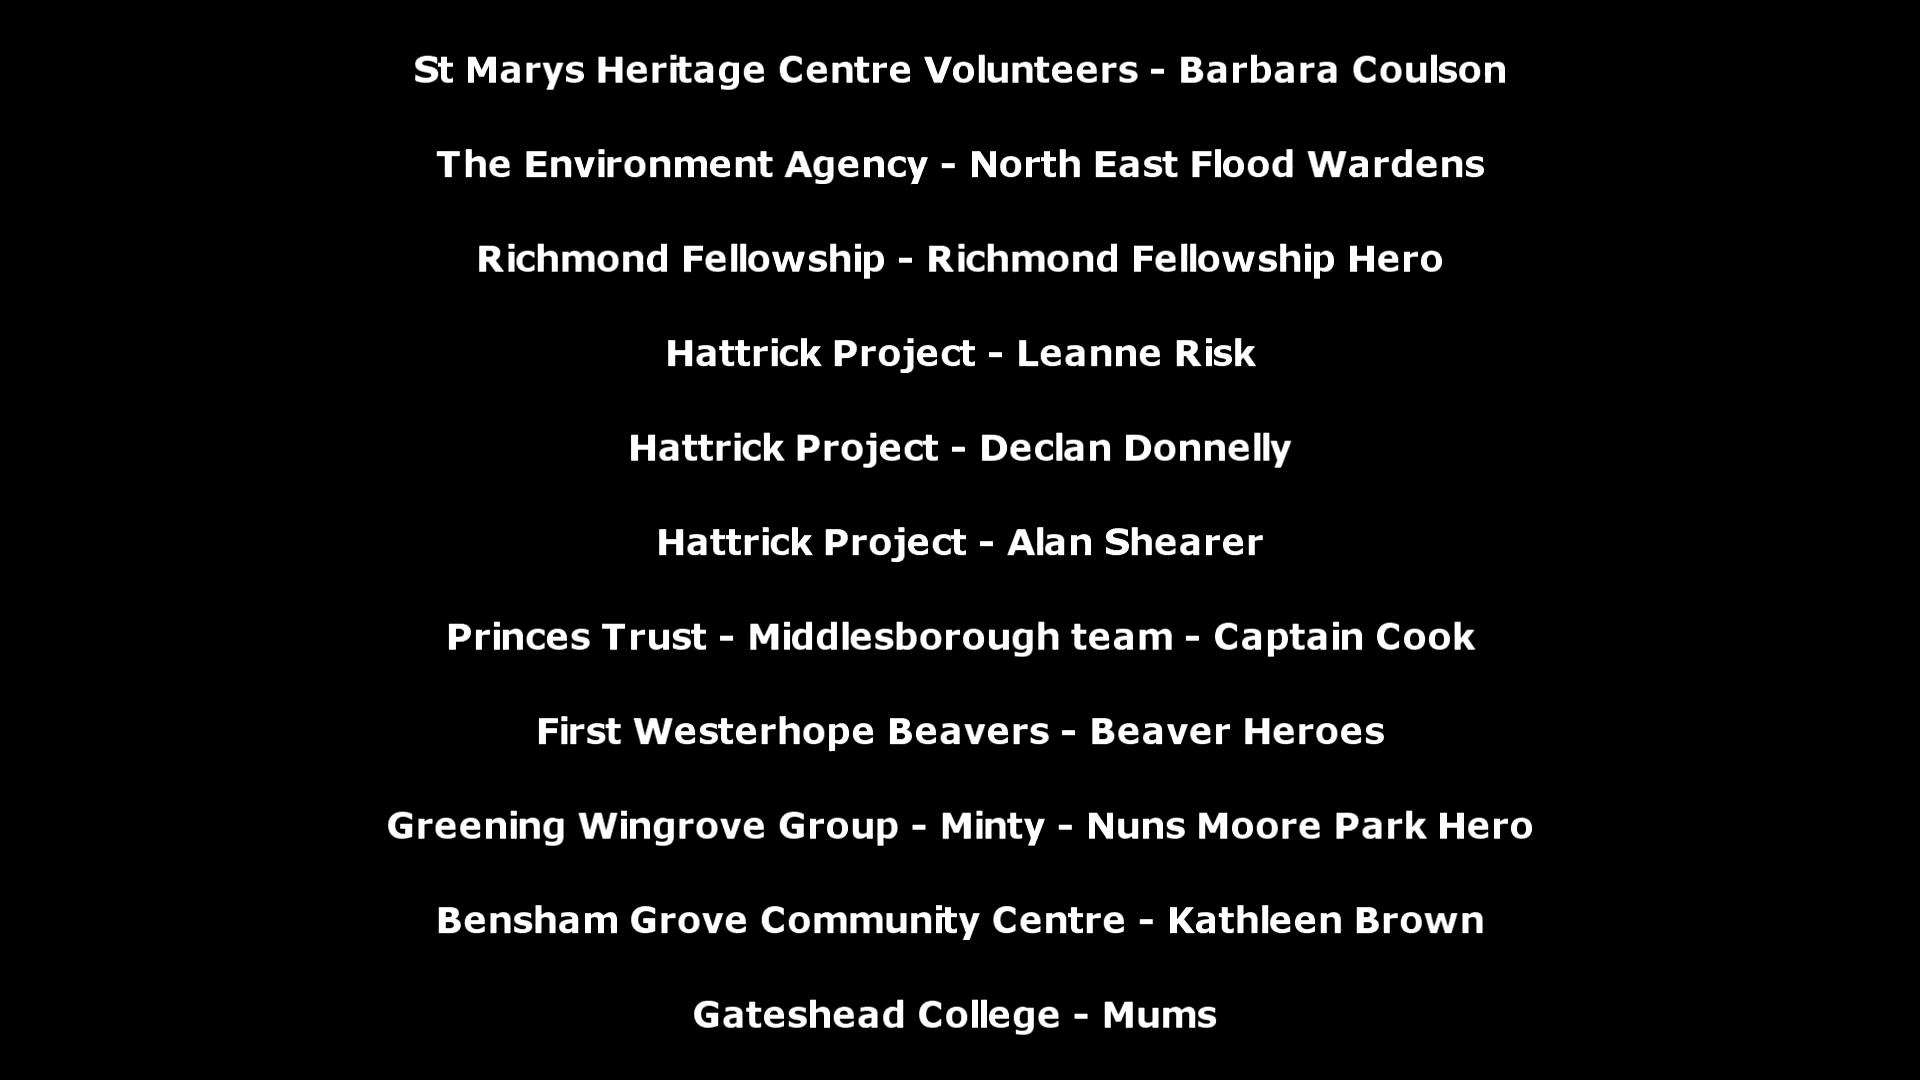 St Marys Heritage Centre Volunteers - Barbara Coulson
The Environment Agency - North East Flood Wardens
Richmond Fellowship - Richmond Fellowship Hero
Hattrick Project - Leanne Risk
Hattrick Project - Declan Donnelly
Hattrick Project - Alan Shearer
Princes Trust - Middlesborough team - Captain Cook
First Westerhope Beavers - Beaver Heroes
Greening Wingrove Group - Minty - Nuns Moore Park Hero
Bensham Grove Community Centre - Kathleen Brown
Gateshead College - Mums